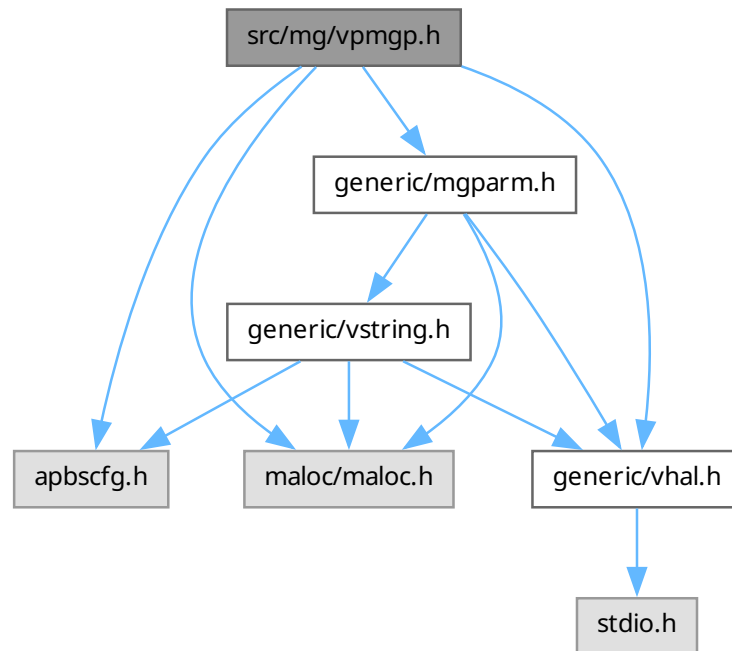 src/mg/vpmgp.h
generic/mgparm.h
generic/vstring.h
apbscfg.h
maloc/maloc.h
generic/vhal.h
stdio.h